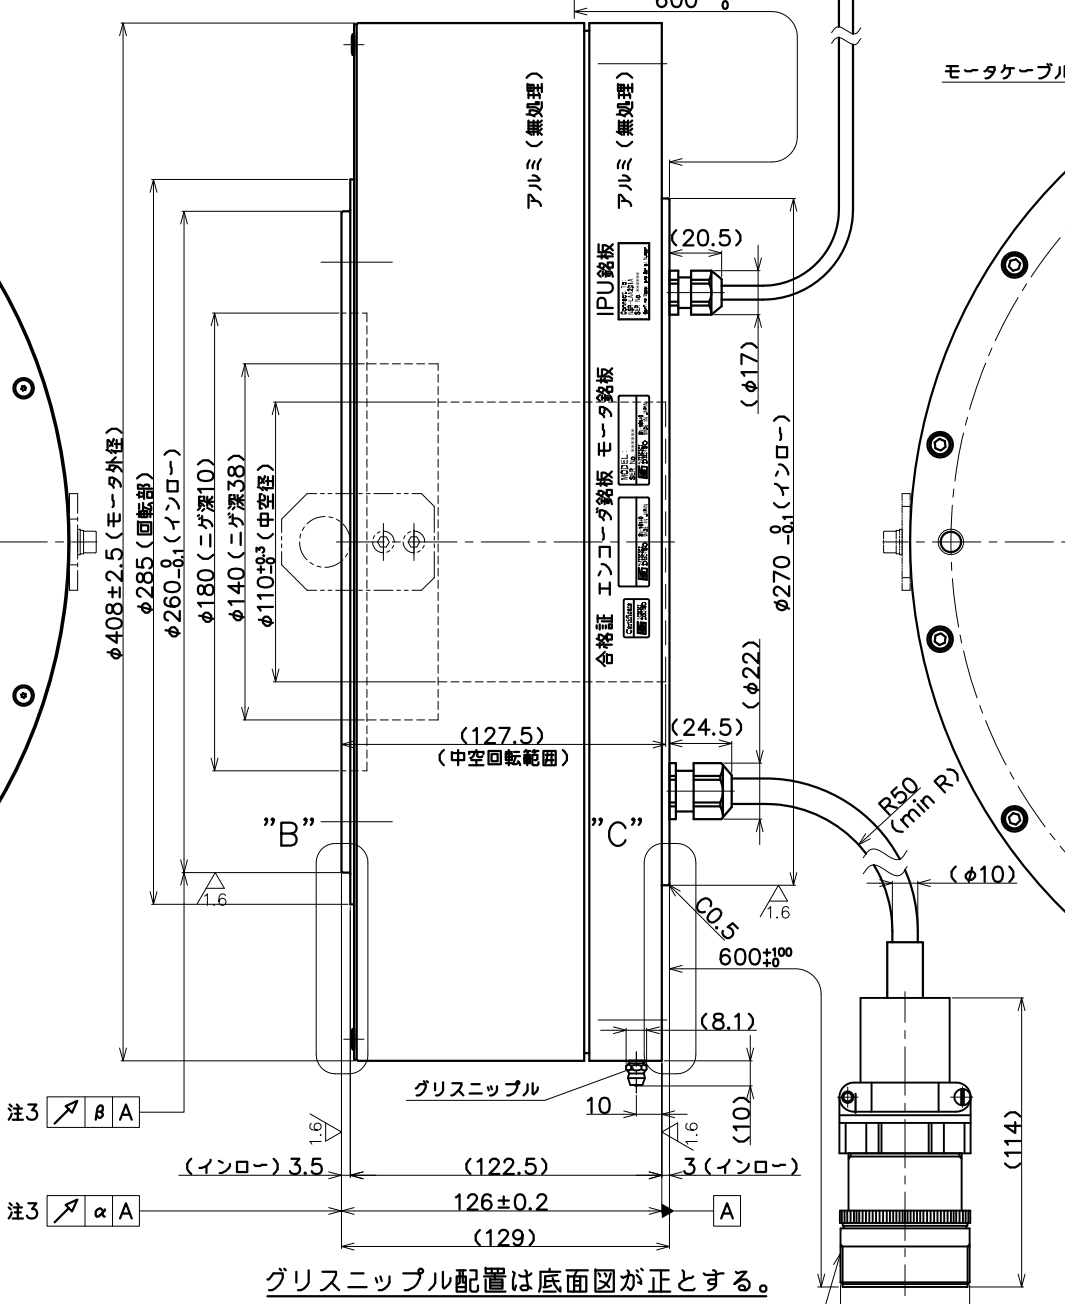 600 0
モータケーブル
アルミ（無処理）
アルミ（無処理）
(20.5)
IPU銘板
(φ17)
モータ銘板
MODEL:
エンコーダ銘板
合格証
Certificate
φ408±2.5（モータ外径）
φ285（回転部）
φ260 0 -0.1（インロー）
φ180（ニゲ深10）
φ140（ニゲ深38）
φ110 +0.3 -0（中空径）
φ270 0 -0.1（インロー）
(φ22)
(24.5)
(127.5)
（中空回転範囲）
R50
(min R)
"B"
"C"
(φ10)
1.6
1.6
C0.5
600 +100 +0
(8.1)
グリスニップル
10
(10)
注3 β A
1.6
1.6
(114)
（インロー）3.5
(122.5)
3（インロー）
注3 α A
126±0.2
A
(129)
グリスニップル配置は底面図が正とする。